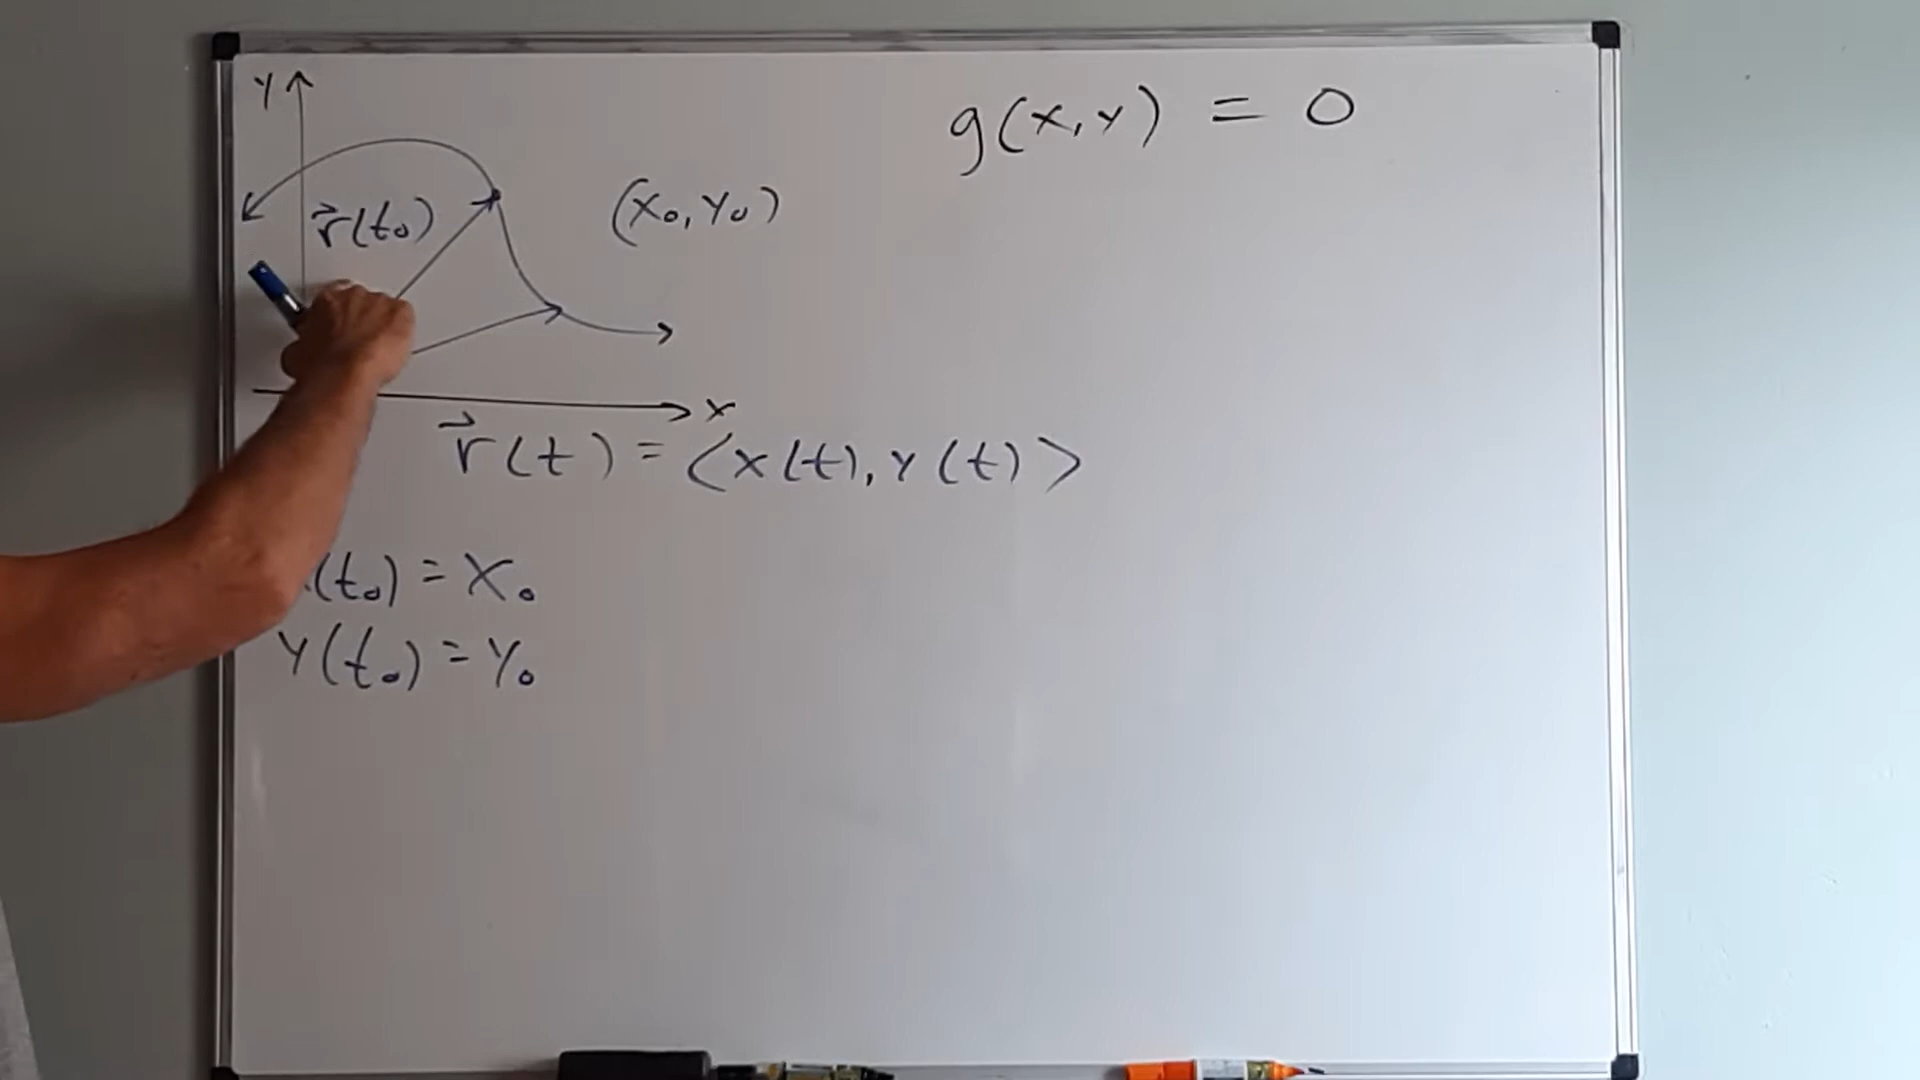 y
r⃗(t₀)
(x₀, y₀)
g(x, y) = 0
x
r⃗(t) = ⟨x(t), y(t)⟩
(t₀) = x₀
y(t₀) = y₀